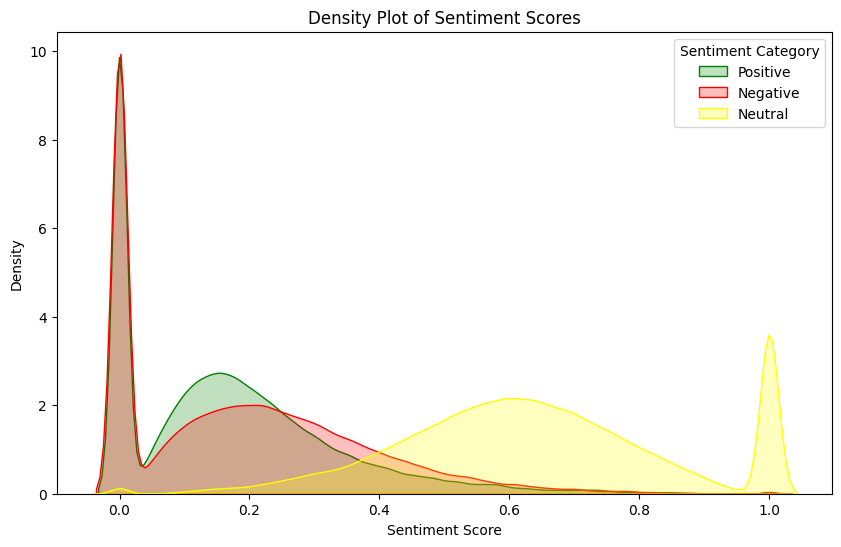 Density Plot of Sentiment Scores
Sentiment Category
Positive
Negative
Neutral
Density
10
8
6
4
2
0
0.0 0.2 0.4 0.6 0.8 1.0
Sentiment Score